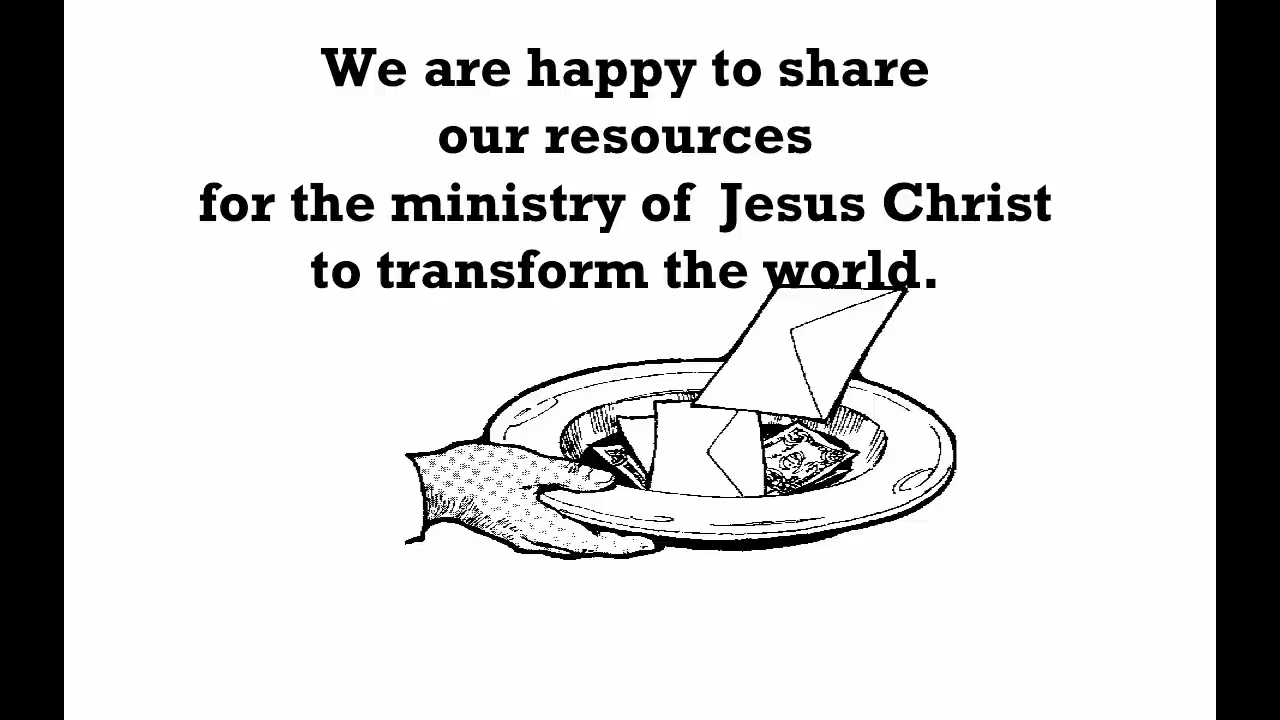 We are happy to share
our resources
for the ministry of Jesus Christ
to transform the world.